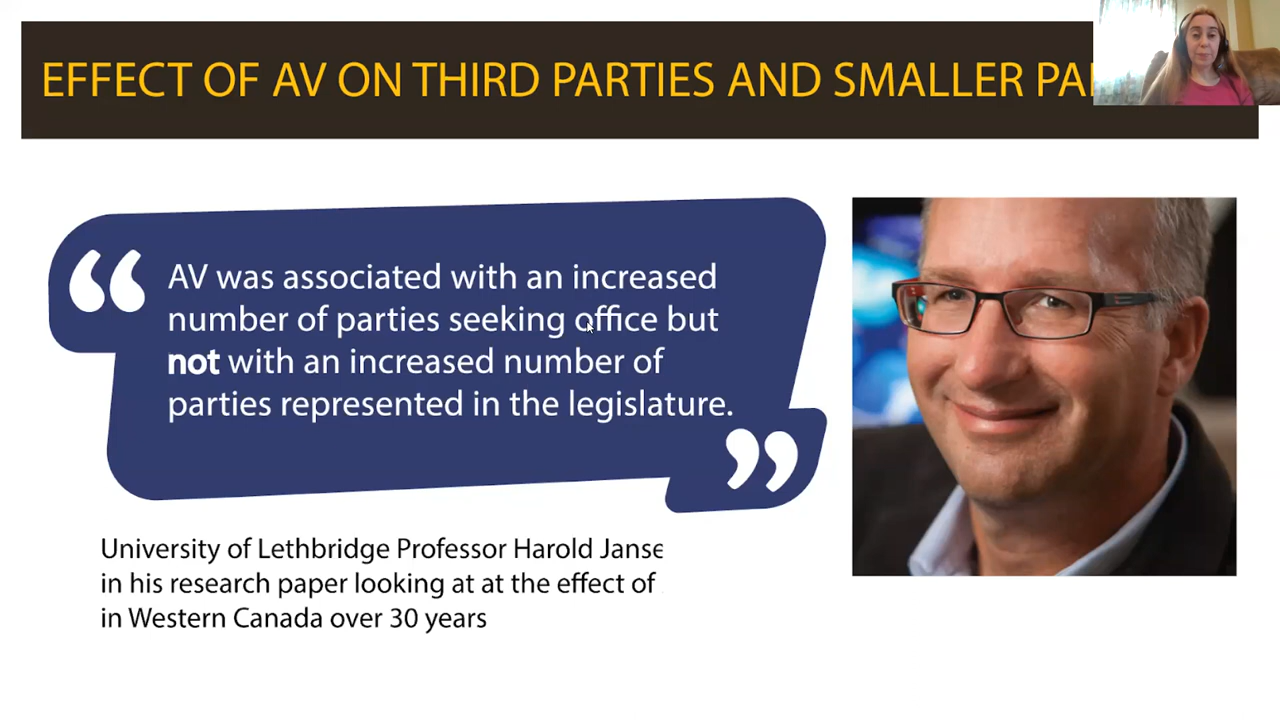 EFFECT OF AV ON THIRD PARTIES AND SMALLER
“ AV was associated with an increased
number of parties seeking office but
not with an increased number of
parties represented in the legislature. ”
University of Lethbridge Professor Harold Janse
in his research paper looking at at the effect of
in Western Canada over 30 years